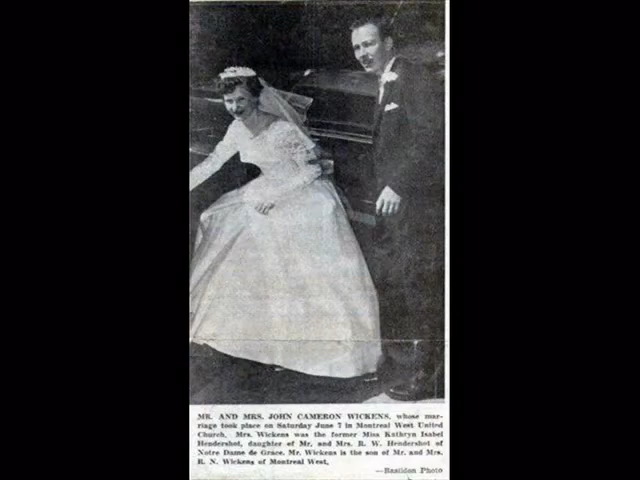 MR. AND MRS. JOHN CAMERON WICKENS, whose mar-
riage took place on Saturday June 7 in Montreal West United
Church, Mrs. Wickens was the former Miss Kathryn Isabel
Hendershot, daughter of Mr. and Mrs. R. W. Hendershot of
Notre Dame de Grace. Mr. Wickens is the son of Mr. and Mrs.
R. N. Wickens of Montreal West,
—Basildon Photo